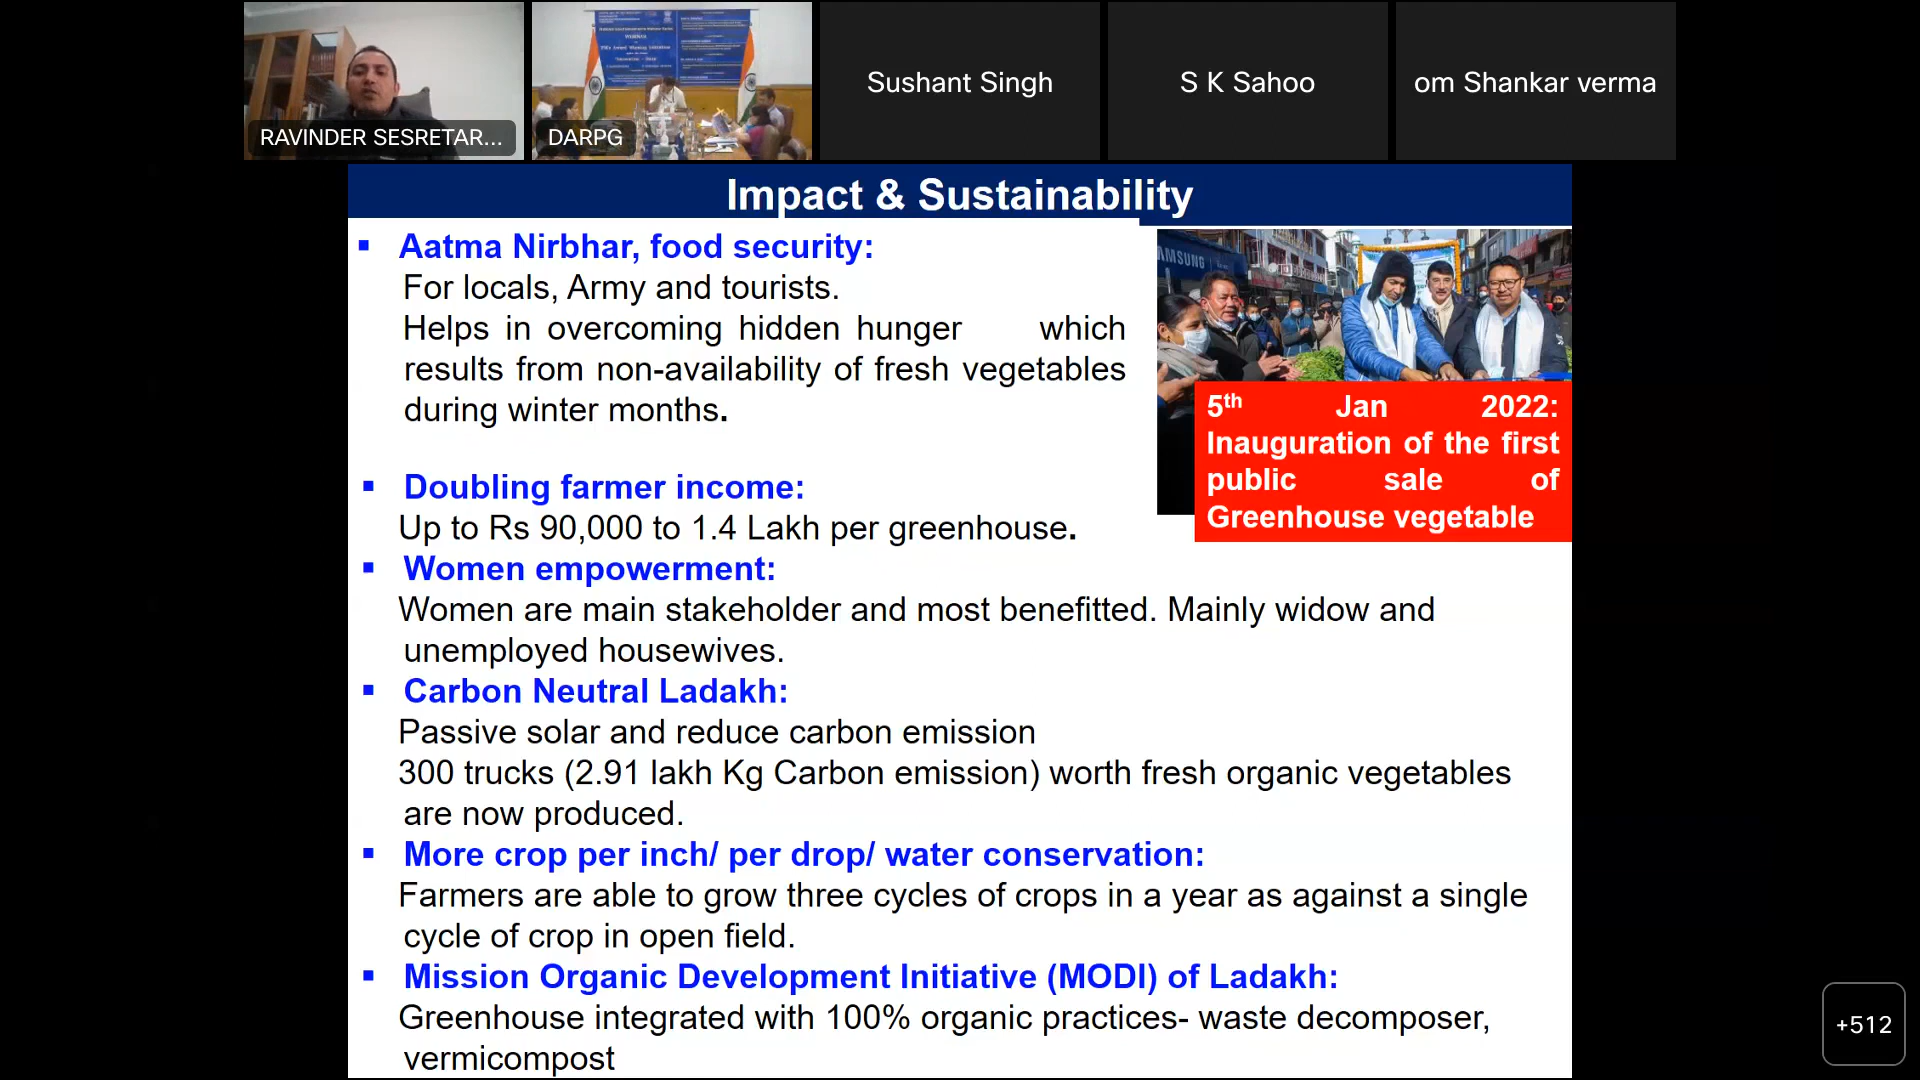 RAVINDER SESRETAR...
DARPG
Sushant Singh
S K Sahoo
om Shankar verma
Impact & Sustainability
▪ Aatma Nirbhar, food security:
For locals, Army and tourists.
Helps in overcoming hidden hunger which
results from non-availability of fresh vegetables
during winter months.
SAMSUNG
5th Jan 2022:
Inauguration of the first
public sale of
Greenhouse vegetable
▪ Doubling farmer income:
Up to Rs 90,000 to 1.4 Lakh per greenhouse.
▪ Women empowerment:
Women are main stakeholder and most benefitted. Mainly widow and
unemployed housewives.
▪ Carbon Neutral Ladakh:
Passive solar and reduce carbon emission
300 trucks (2.91 lakh Kg Carbon emission) worth fresh organic vegetables
are now produced.
▪ More crop per inch/ per drop/ water conservation:
Farmers are able to grow three cycles of crops in a year as against a single
cycle of crop in open field.
▪ Mission Organic Development Initiative (MODI) of Ladakh:
Greenhouse integrated with 100% organic practices- waste decomposer,
vermicompost
+512